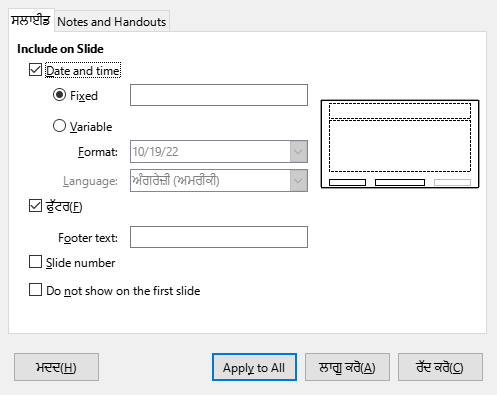 ਸਲਾਈਡ Notes and Handouts
Include on Slide
Date and time
Fixed
Variable
Format: 10/19/22
Language: ਅੰਗਰੇਜ਼ੀ (ਅਮਰੀਕੀ)
ਫੁੱਟਰ(F)
Footer text:
Slide number
Do not show on the first slide
ਮਦਦ(H) Apply to All ਲਾਗੂ ਕਰੋ(A) ਰੱਦ ਕਰੋ(C)